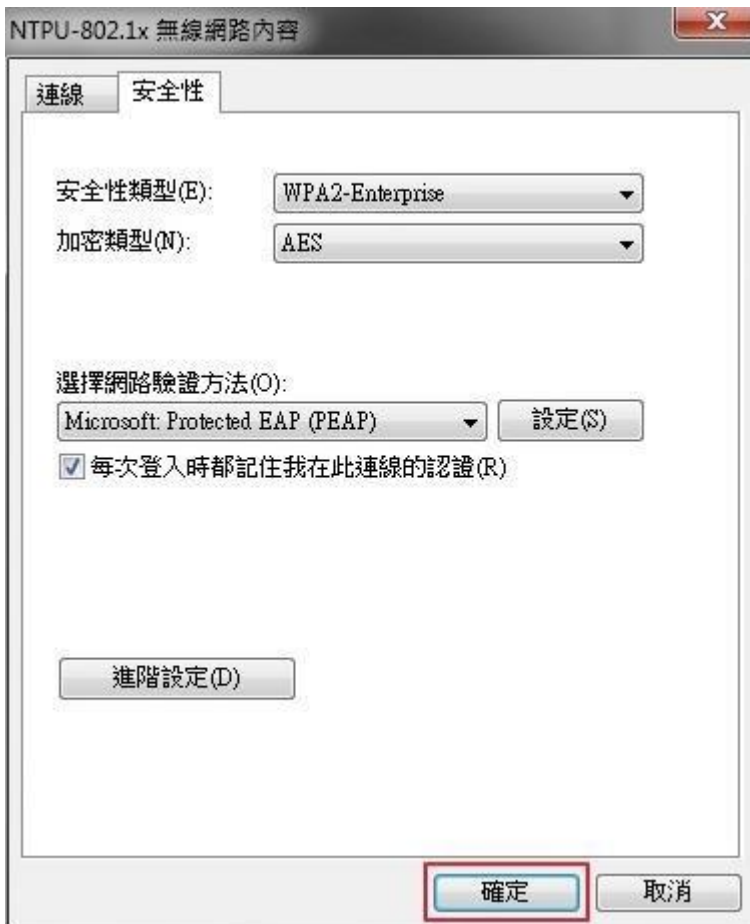 NTPU-802.1x 無線網路內容
連線 安全性
安全性類型(E): WPA2-Enterprise
加密類型(N): AES
選擇網路驗證方法(O):
Microsoft: Protected EAP (PEAP) 設定(S)
每次登入時都記住我在此連線的認證(R)
進階設定(D)
確定 取消